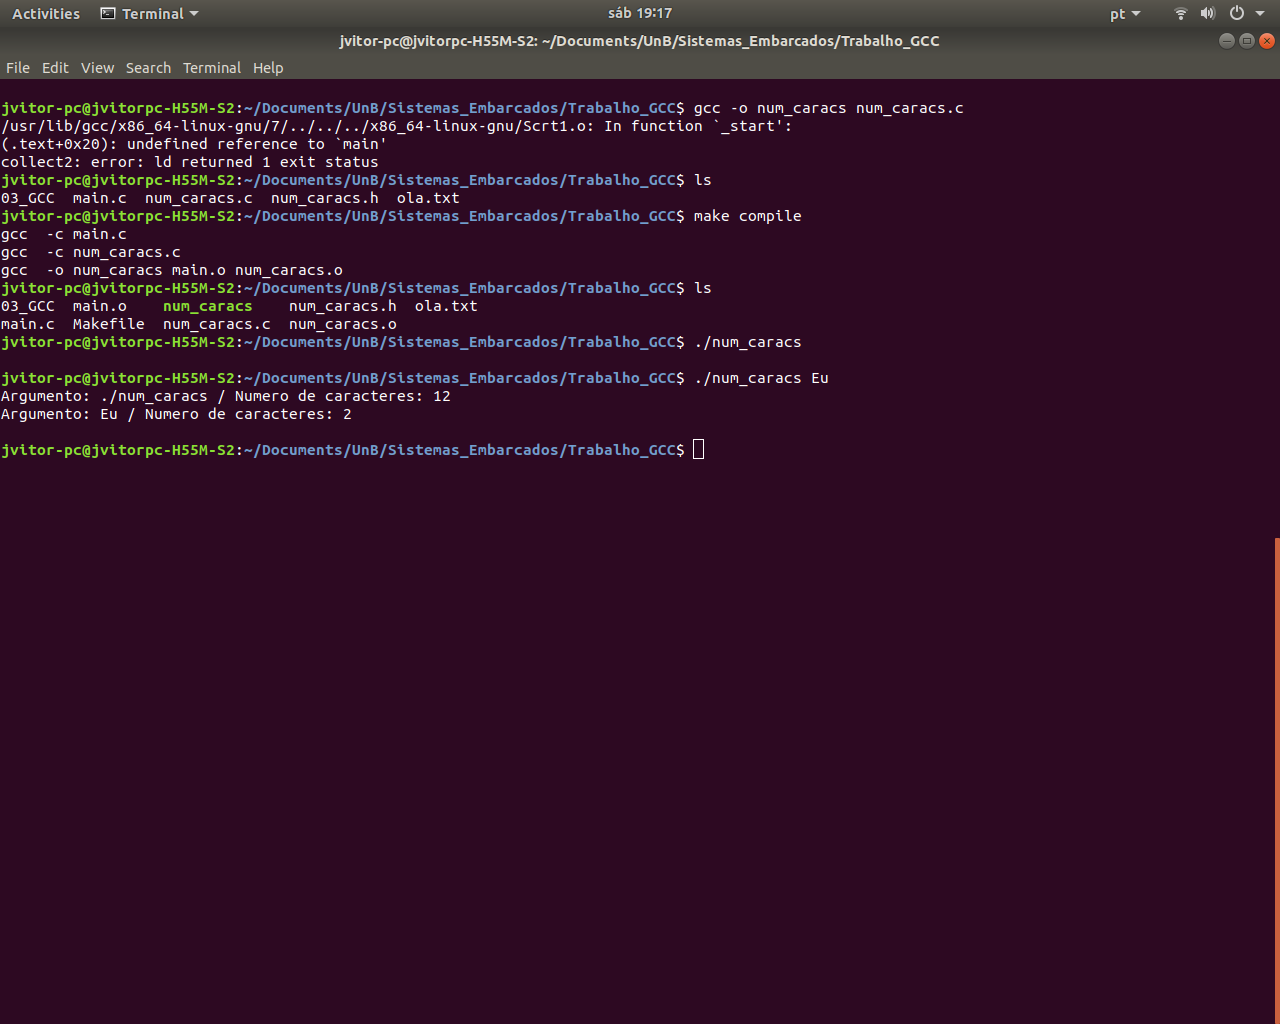 Activities Terminal sáb 19:17 pt
jvitor-pc@jvitorpc-H55M-S2: ~/Documents/UnB/Sistemas_Embarcados/Trabalho_GCC
File Edit View Search Terminal Help
jvitor-pc@jvitorpc-H55M-S2:~/Documents/UnB/Sistemas_Embarcados/Trabalho_GCC$ gcc -o num_caracs num_caracs.c
/usr/lib/gcc/x86_64-linux-gnu/7/../../../x86_64-linux-gnu/Scrt1.o: In function `_start':
(.text+0x20): undefined reference to `main'
collect2: error: ld returned 1 exit status
jvitor-pc@jvitorpc-H55M-S2:~/Documents/UnB/Sistemas_Embarcados/Trabalho_GCC$ ls
03_GCC  main.c  num_caracs.c  num_caracs.h  ola.txt
jvitor-pc@jvitorpc-H55M-S2:~/Documents/UnB/Sistemas_Embarcados/Trabalho_GCC$ make compile
gcc  -c main.c
gcc  -c num_caracs.c
gcc  -o num_caracs main.o num_caracs.o
jvitor-pc@jvitorpc-H55M-S2:~/Documents/UnB/Sistemas_Embarcados/Trabalho_GCC$ ls
03_GCC  main.o    num_caracs    num_caracs.h  ola.txt
main.c  Makefile  num_caracs.c  num_caracs.o
jvitor-pc@jvitorpc-H55M-S2:~/Documents/UnB/Sistemas_Embarcados/Trabalho_GCC$ ./num_caracs
jvitor-pc@jvitorpc-H55M-S2:~/Documents/UnB/Sistemas_Embarcados/Trabalho_GCC$ ./num_caracs Eu
Argumento: ./num_caracs / Numero de caracteres: 12
Argumento: Eu / Numero de caracteres: 2
jvitor-pc@jvitorpc-H55M-S2:~/Documents/UnB/Sistemas_Embarcados/Trabalho_GCC$